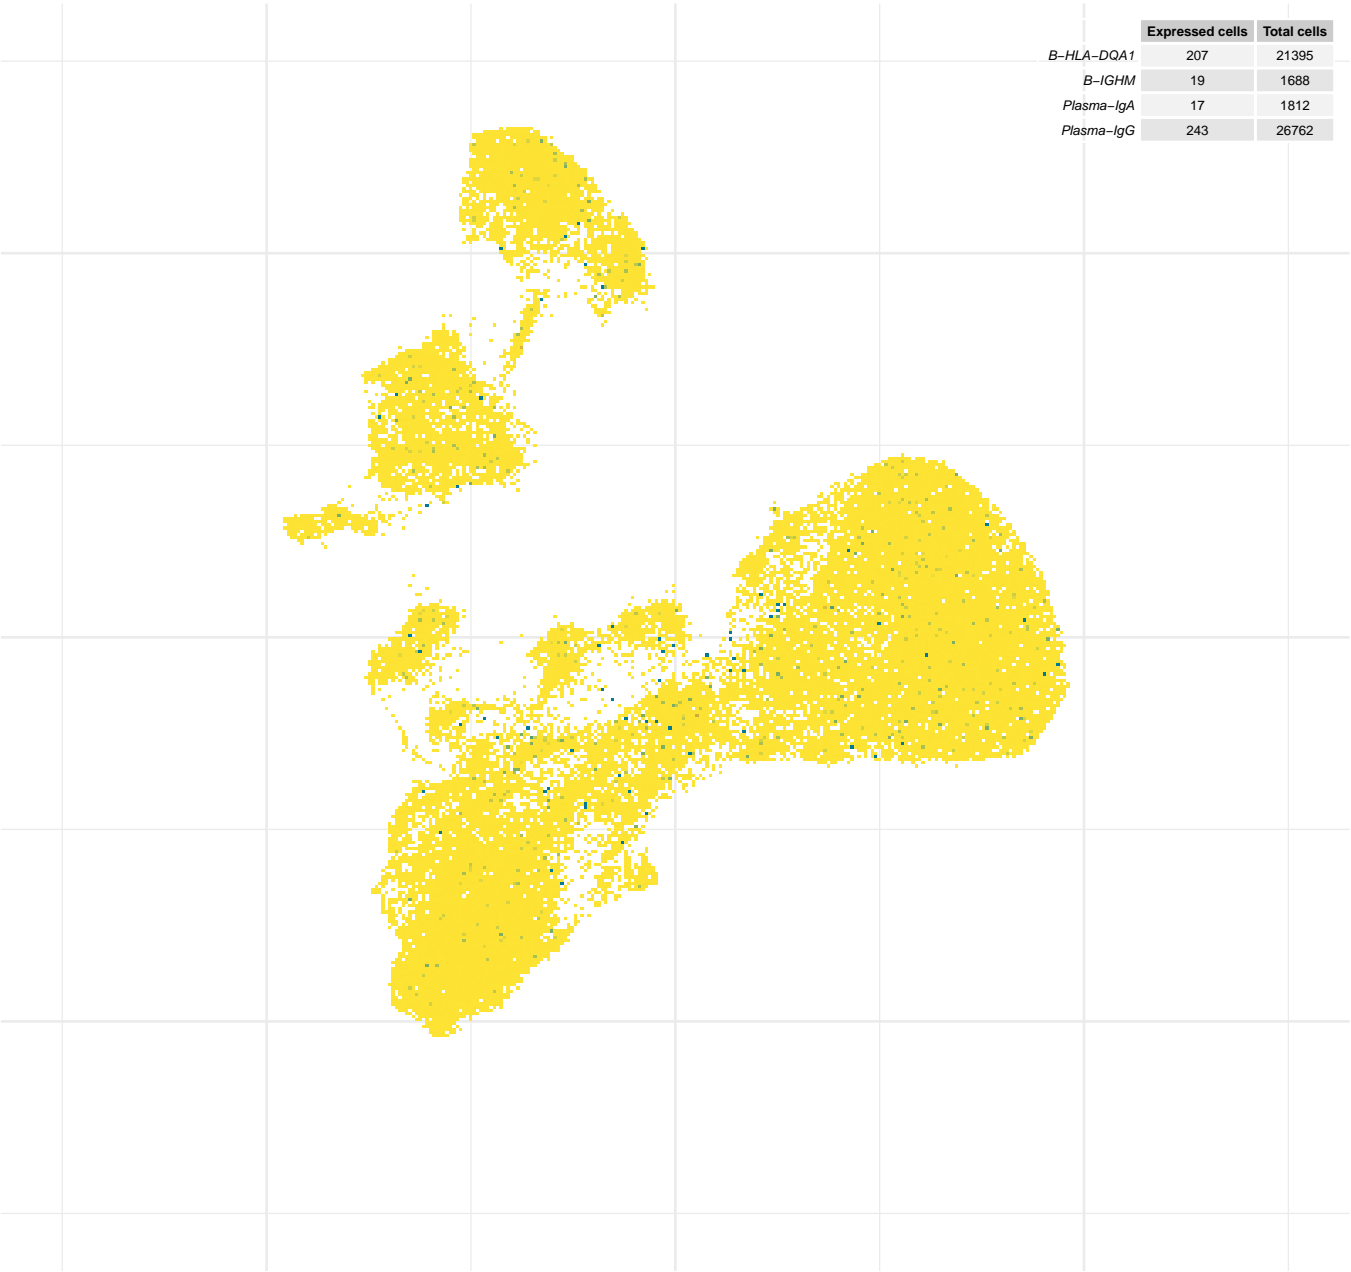 Expressed cells Total cells
B−HLA−DQA1 207 21395
B−IGHM 19 1688
Plasma−IgA 17 1812
Plasma−IgG 243 26762